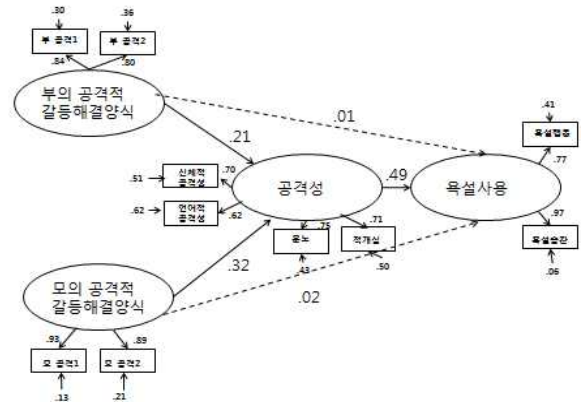 .30
.36
부 공격1
부 공격2
.84
.80
부의 공격적
갈등해결양식
.01
.41
욕설행동
.77
.21
.51
신체적
공격성
.70
공격성
.49
욕설사용
.62
언어적
공격성
.62
.75
.71
.97
분노
적개심
욕설습관
.43
.50
.06
.32
.02
모의 공격적
갈등해결양식
.93
.89
모 공격1
모 공격2
.13
.21